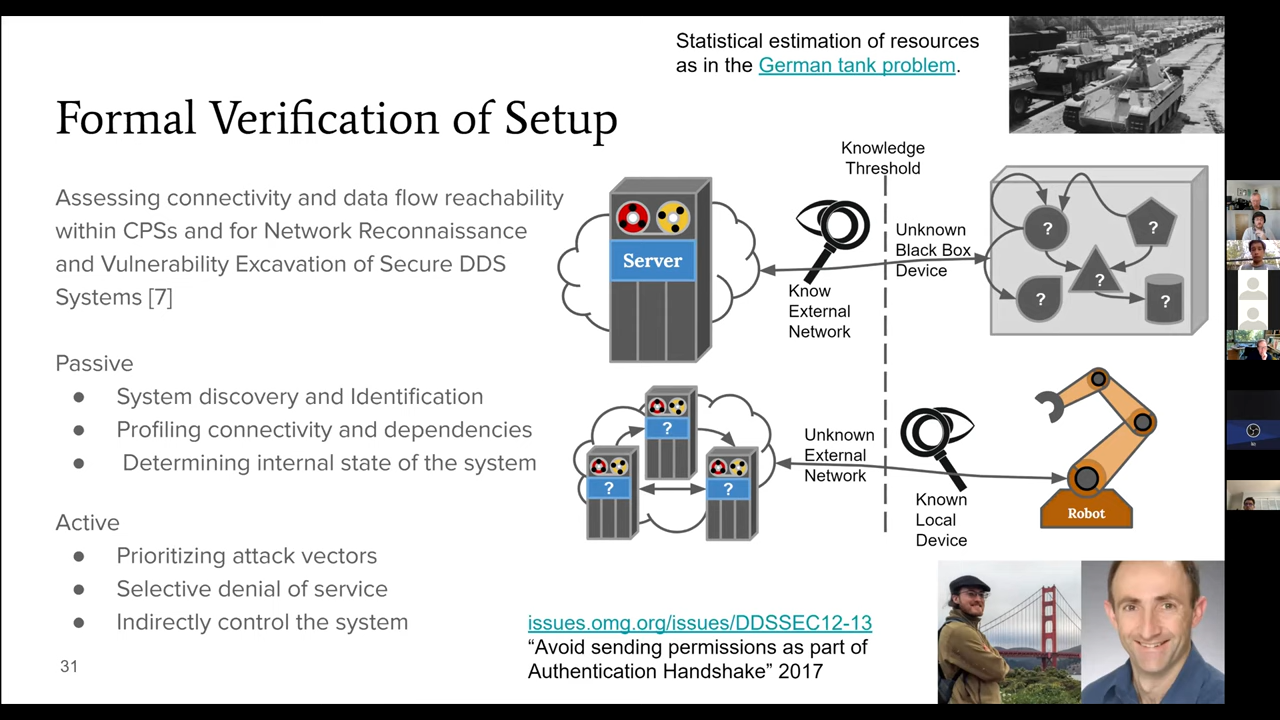 Statistical estimation of resources
as in the German tank problem.
Formal Verification of Setup
Assessing connectivity and data flow reachability
within CPSs and for Network Reconnaissance
and Vulnerability Excavation of Secure DDS
Systems [7]
Passive
● System discovery and Identification
● Profiling connectivity and dependencies
● Determining internal state of the system
Active
● Prioritizing attack vectors
● Selective denial of service
● Indirectly control the system
Knowledge
Threshold
Server
Know
External
Network
Unknown
Black Box
Device
?
?
?
?
?
?
?
?
Unknown
External
Network
Known
Local
Device
Robot
issues.omg.org/issues/DDSSEC12-13
“Avoid sending permissions as part of
Authentication Handshake” 2017
31